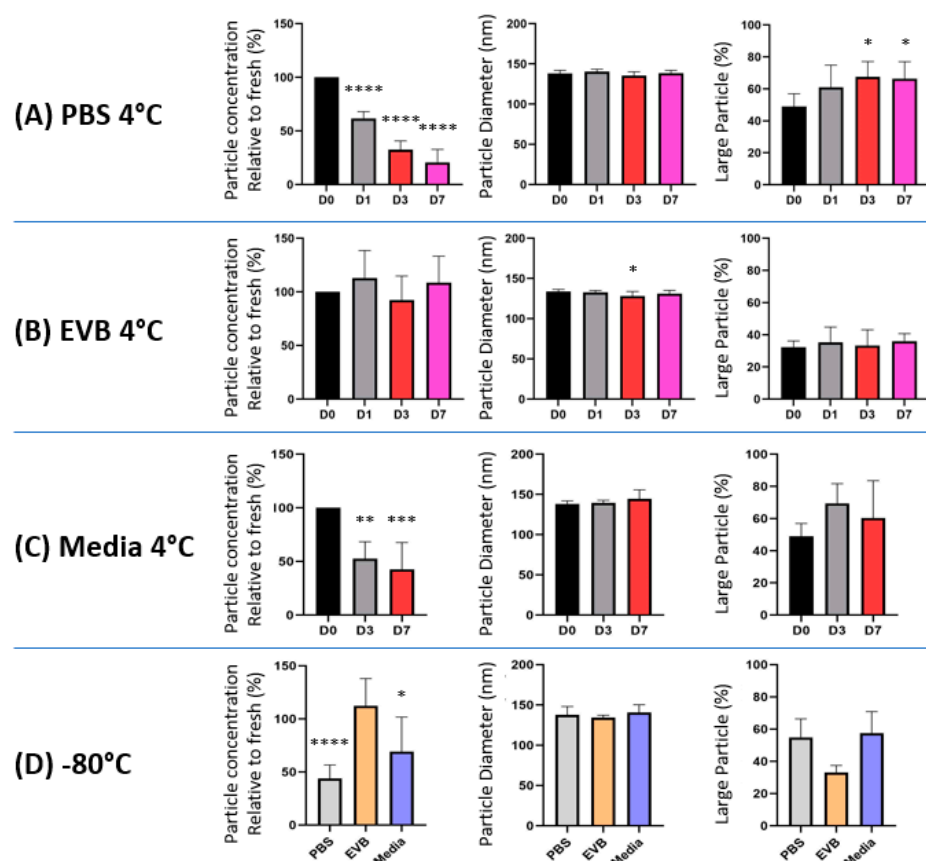 (A) PBS 4°C
Particle concentration
Relative to fresh (%)
150
100
50
0
****
****
****
D0 D1 D3 D7
Particle Diameter (nm)
200
150
100
50
0
D0 D1 D3 D7
Large Particle (%)
100
80
60
40
20
0
*
*
D0 D1 D3 D7
(B) EVB 4°C
Particle concentration
Relative to fresh (%)
150
100
50
0
D0 D1 D3 D7
Particle Diameter (nm)
200
150
100
50
0
*
D0 D1 D3 D7
Large Particle (%)
100
80
60
40
20
0
D0 D1 D3 D7
(C) Media 4°C
Particle concentration
Relative to fresh (%)
150
100
50
0
**
***
D0 D3 D7
Particle Diameter (nm)
200
150
100
50
0
D0 D3 D7
Large Particle (%)
100
80
60
40
20
0
D0 D3 D7
(D) -80°C
Particle concentration
Relative to fresh (%)
150
100
50
0
****
*
PBS EVB Media
Particle Diameter (nm)
200
150
100
50
0
PBS EVB Media
Large Particle (%)
100
80
60
40
20
0
PBS EVB Media